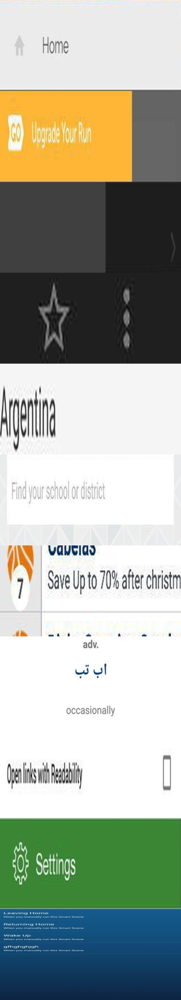 Home
GO Upgrade Your Run
Argentina
Find your school or district
Cabelas
7
Save Up to 70% after christm
adv.
اب تب
occasionally
Open links with Readability
Settings
Leaving Home
When you manually run this Smart Scene
Returning Home
When you manually run this Smart Scene
Wake Up
When you manually run this Smart Scene
gfhghghjgh
When you manually run this Smart Scene